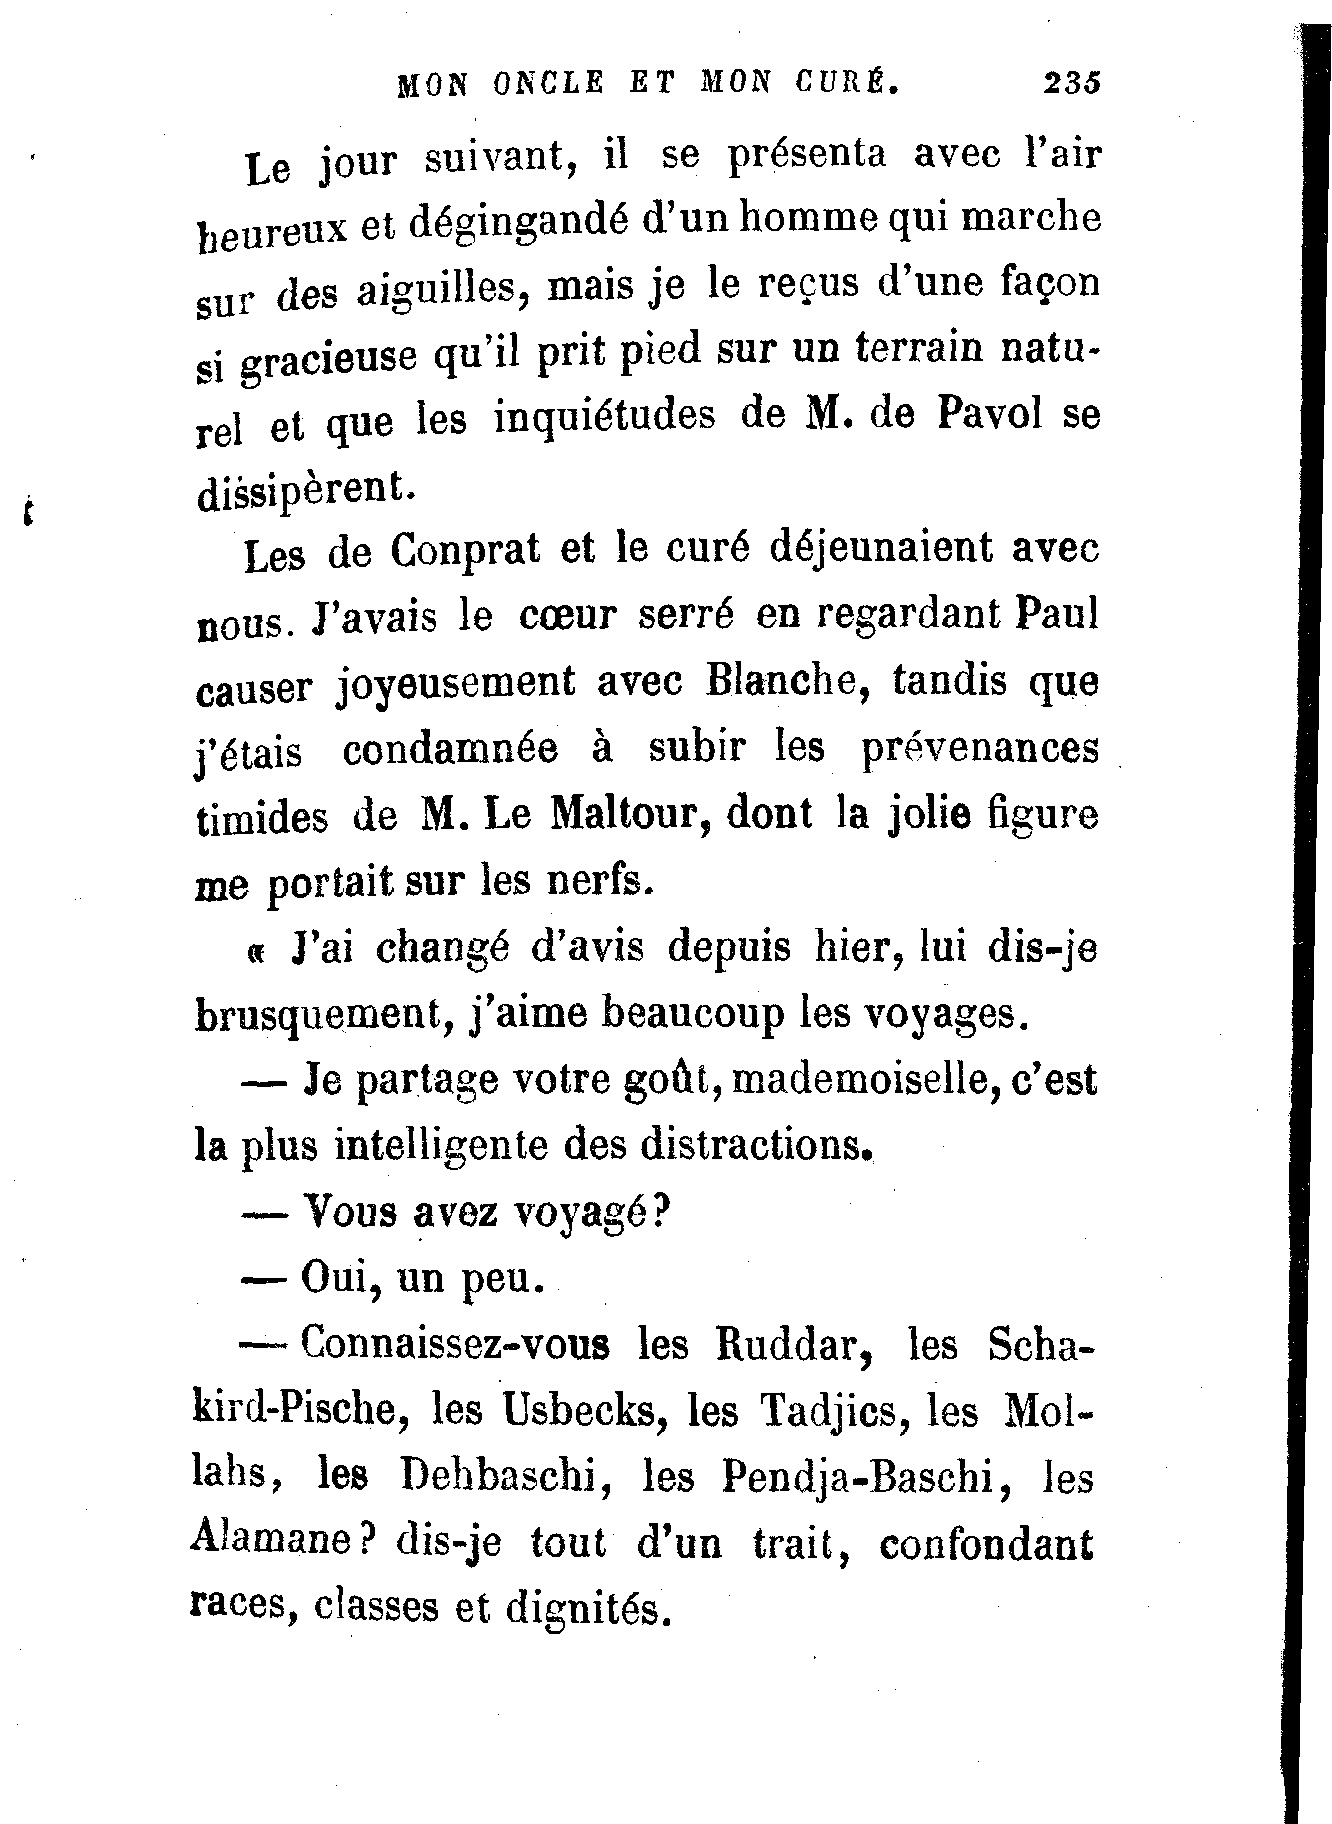 MON ONCLE ET MON CURÉ. 235
Le jour suivant, il se présenta avec l'air
heureux et dégingandé d'un homme qui marche
sur des aiguilles, mais je le reçus d'une façon
si gracieuse qu'il prit pied sur un terrain natu-
rel et que les inquiétudes de M. de Pavol se
dissipèrent.
Les de Conprat et le curé déjeunaient avec
nous. J'avais le cœur serré en regardant Paul
causer joyeusement avec Blanche, tandis que
j'étais condamnée à subir les prévenances
timides de M. Le Maltour, dont la jolie figure
me portait sur les nerfs.
« J'ai changé d'avis depuis hier, lui dis-je
brusquement, j'aime beaucoup les voyages.
— Je partage votre goût, mademoiselle, c'est
la plus intelligente des distractions.
— Vous avez voyagé?
— Oui, un peu.
— Connaissez-vous les Ruddar, les Scha-
kird-Pische, les Usbecks, les Tadjics, les Mol-
lahs, les Dehbaschi, les Pendja-Baschi, les
Alamane? dis-je tout d'un trait, confondant
races, classes et dignités.